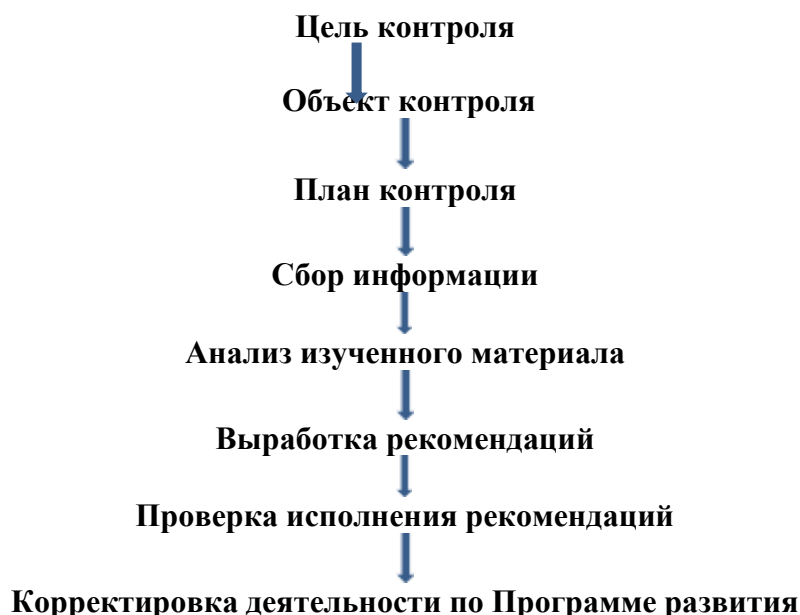 Цель контроля
Объект контроля
План контроля
Сбор информации
Анализ изученного материала
Выработка рекомендаций
Проверка исполнения рекомендаций
Корректировка деятельности по Программе развития